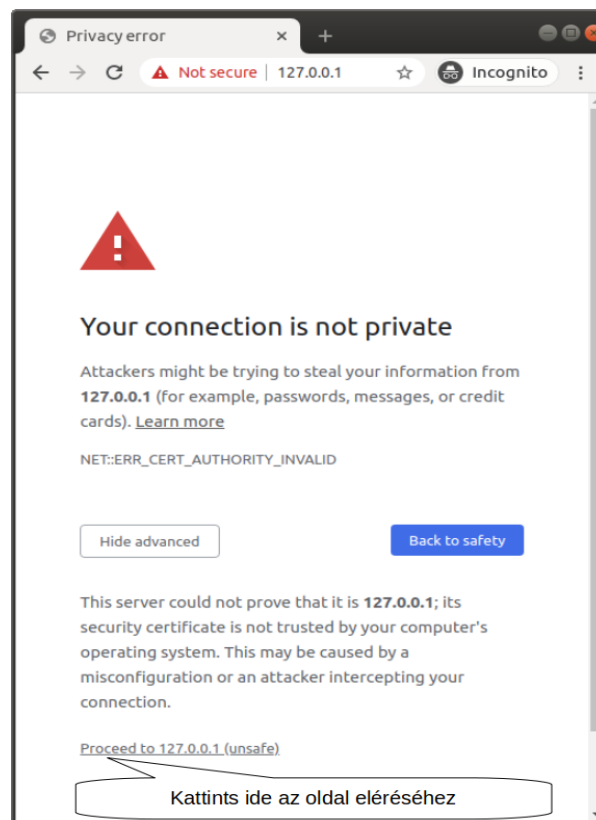 Privacy error
Not secure | 127.0.0.1
Incognito
Your connection is not private
Attackers might be trying to steal your information from
127.0.0.1 (for example, passwords, messages, or credit
cards). Learn more
NET::ERR_CERT_AUTHORITY_INVALID
Hide advanced
Back to safety
This server could not prove that it is 127.0.0.1; its
security certificate is not trusted by your computer's
operating system. This may be caused by a
misconfiguration or an attacker intercepting your
connection.
Proceed to 127.0.0.1 (unsafe)
Kattints ide az oldal eléréséhez